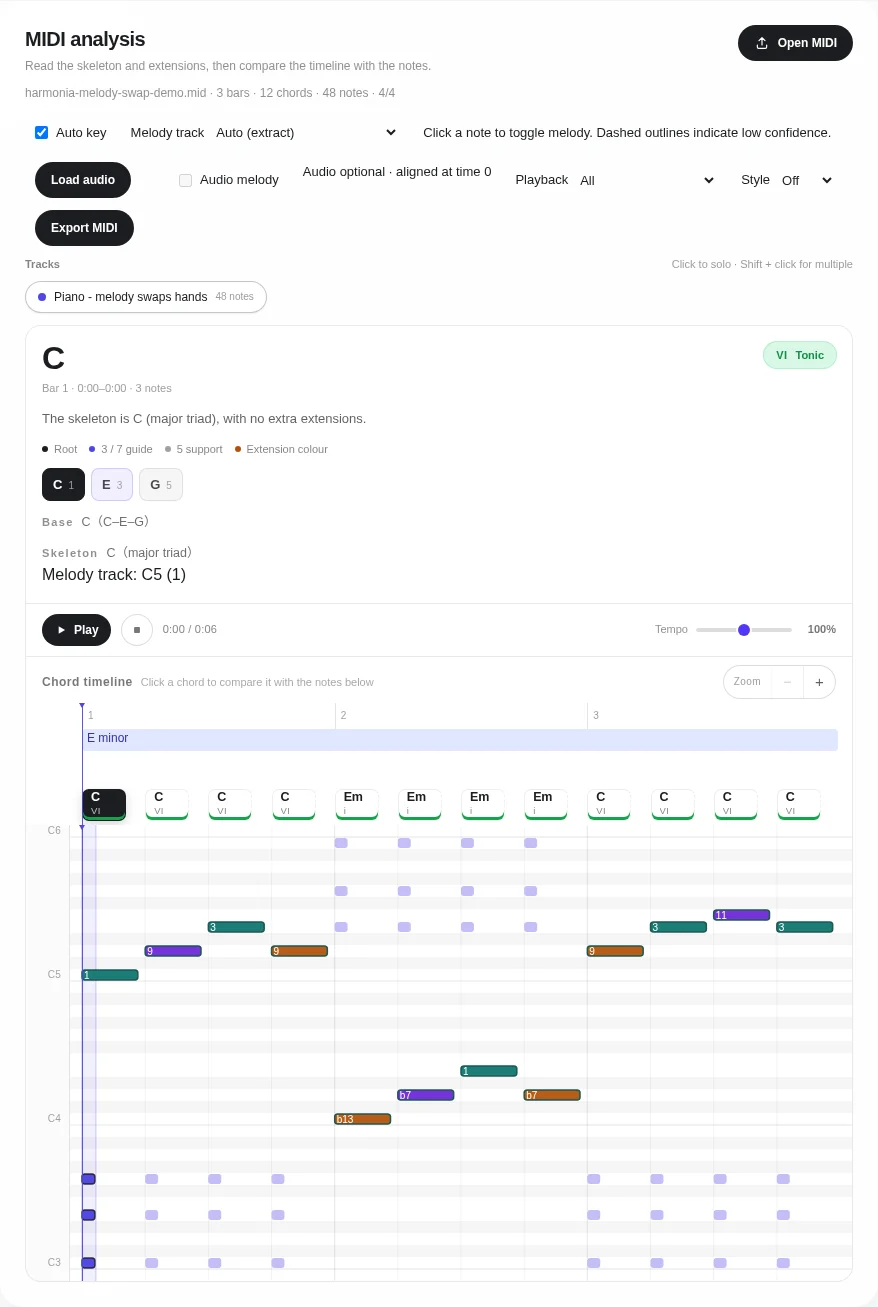 MIDI analysis
Open MIDI
Read the skeleton and extensions, then compare the timeline with the notes.
harmonia-melody-swap-demo.mid · 3 bars · 12 chords · 48 notes · 4/4
Auto key Melody track Auto (extract) Click a note to toggle melody. Dashed outlines indicate low confidence.
Load audio Audio melody Audio optional · aligned at time 0 Playback All Style Off
Export MIDI
Tracks Click to solo · Shift + click for multiple
Piano - melody swaps hands 48 notes
C VI Tonic
Bar 1 · 0:00–0:00 · 3 notes
The skeleton is C (major triad), with no extra extensions.
Root 3 / 7 guide 5 support Extension colour
C 1 E 3 G 5
Base C（C–E–G）
Skeleton C（major triad）
Melody track: C5 (1)
Play 0:00 / 0:06 Tempo 100%
Chord timeline Click a chord to compare it with the notes below Zoom − +
1 2 3
E minor
C C C C Em Em Em Em C C C C
VI VI VI VI i i i i VI VI VI VI
C6
11
3 3 3
9 9 9
C5 1
1
b7 b7
C4 b13
C3